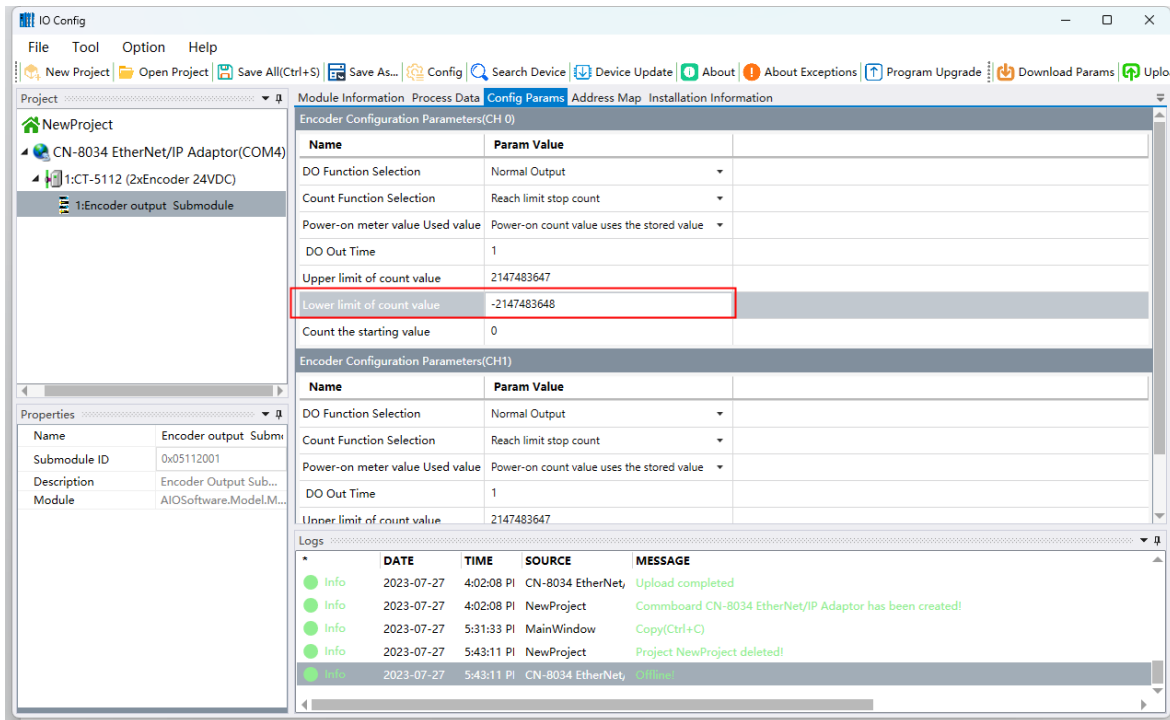 IO Config
File Tool Option Help
New Project Open Project Save All(Ctrl+S) Save As... Config Search Device Device Update About About Exceptions Program Upgrade Download Params Uplo
Project
NewProject
CN-8034 EtherNet/IP Adaptor(COM4)
1:CT-5112 (2xEncoder 24VDC)
1:Encoder output Submodule
Module Information Process Data Config Params Address Map Installation Information
Encoder Configuration Parameters(CH 0)
Name Param Value
DO Function Selection Normal Output
Count Function Selection Reach limit stop count
Power-on meter value Used value Power-on count value uses the stored value
DO Out Time 1
Upper limit of count value 2147483647
Lower limit of count value -2147483648
Count the starting value 0
Encoder Configuration Parameters(CH1)
Name Param Value
DO Function Selection Normal Output
Count Function Selection Reach limit stop count
Power-on meter value Used value Power-on count value uses the stored value
DO Out Time 1
Upper limit of count value 2147483647
Properties
Name Encoder output Subm
Submodule ID 0x05112001
Description Encoder Output Sub...
Module AIOSoftware.Model.M...
Logs
* DATE TIME SOURCE MESSAGE
Info 2023-07-27 4:02:08 PI CN-8034 EtherNet, Upload completed
Info 2023-07-27 4:02:08 PI NewProject Commboard CN-8034 EtherNet/IP Adaptor has been created!
Info 2023-07-27 5:31:33 PI MainWindow Copy(Ctrl+C)
Info 2023-07-27 5:43:11 PI NewProject Project NewProject deleted!
Info 2023-07-27 5:43:11 PI CN-8034 EtherNet, Offline!